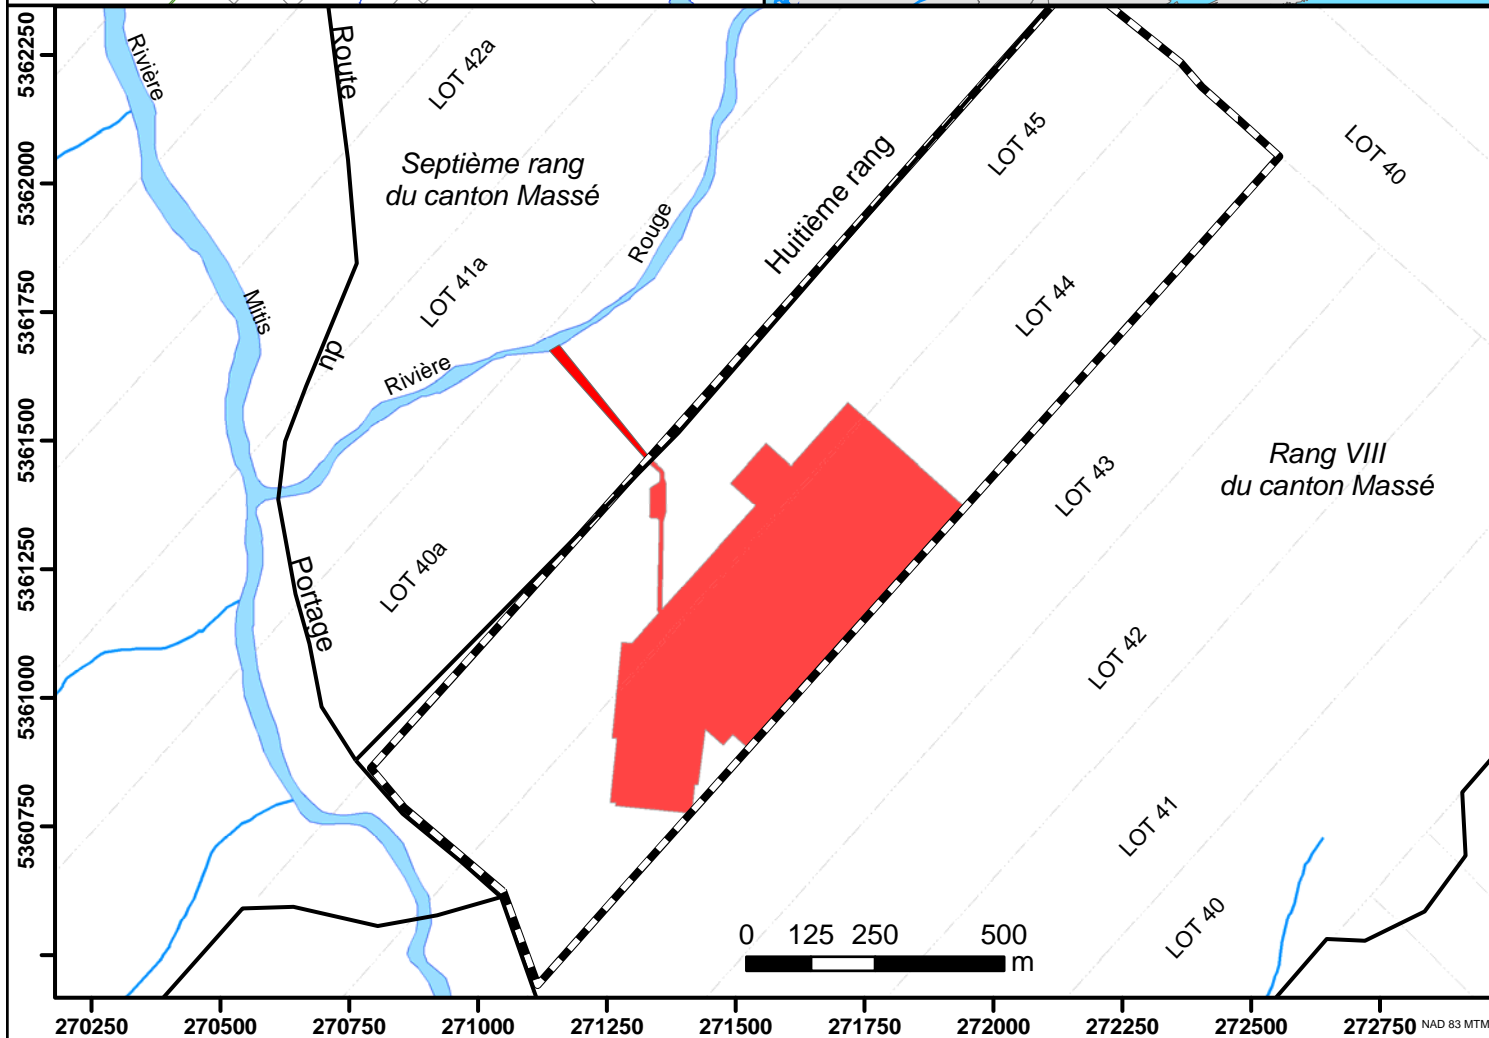 5362250
5362000
5361750
5361500
5361250
5361000
5360750
Rivière
Mitis
Route
du
Portage
LOT 42a
Septième rang
du canton Massé
LOT 41a
Rivière
Rouge
LOT 40a
Huitième rang
LOT 45
LOT 40
LOT 44
LOT 43
Rang VIII
du canton Massé
LOT 42
LOT 41
LOT 40
0 125 250 500
m
270250 270500 270750 271000 271250 271500 271750 272000 272250 272500 272750 NAD 83 MTM